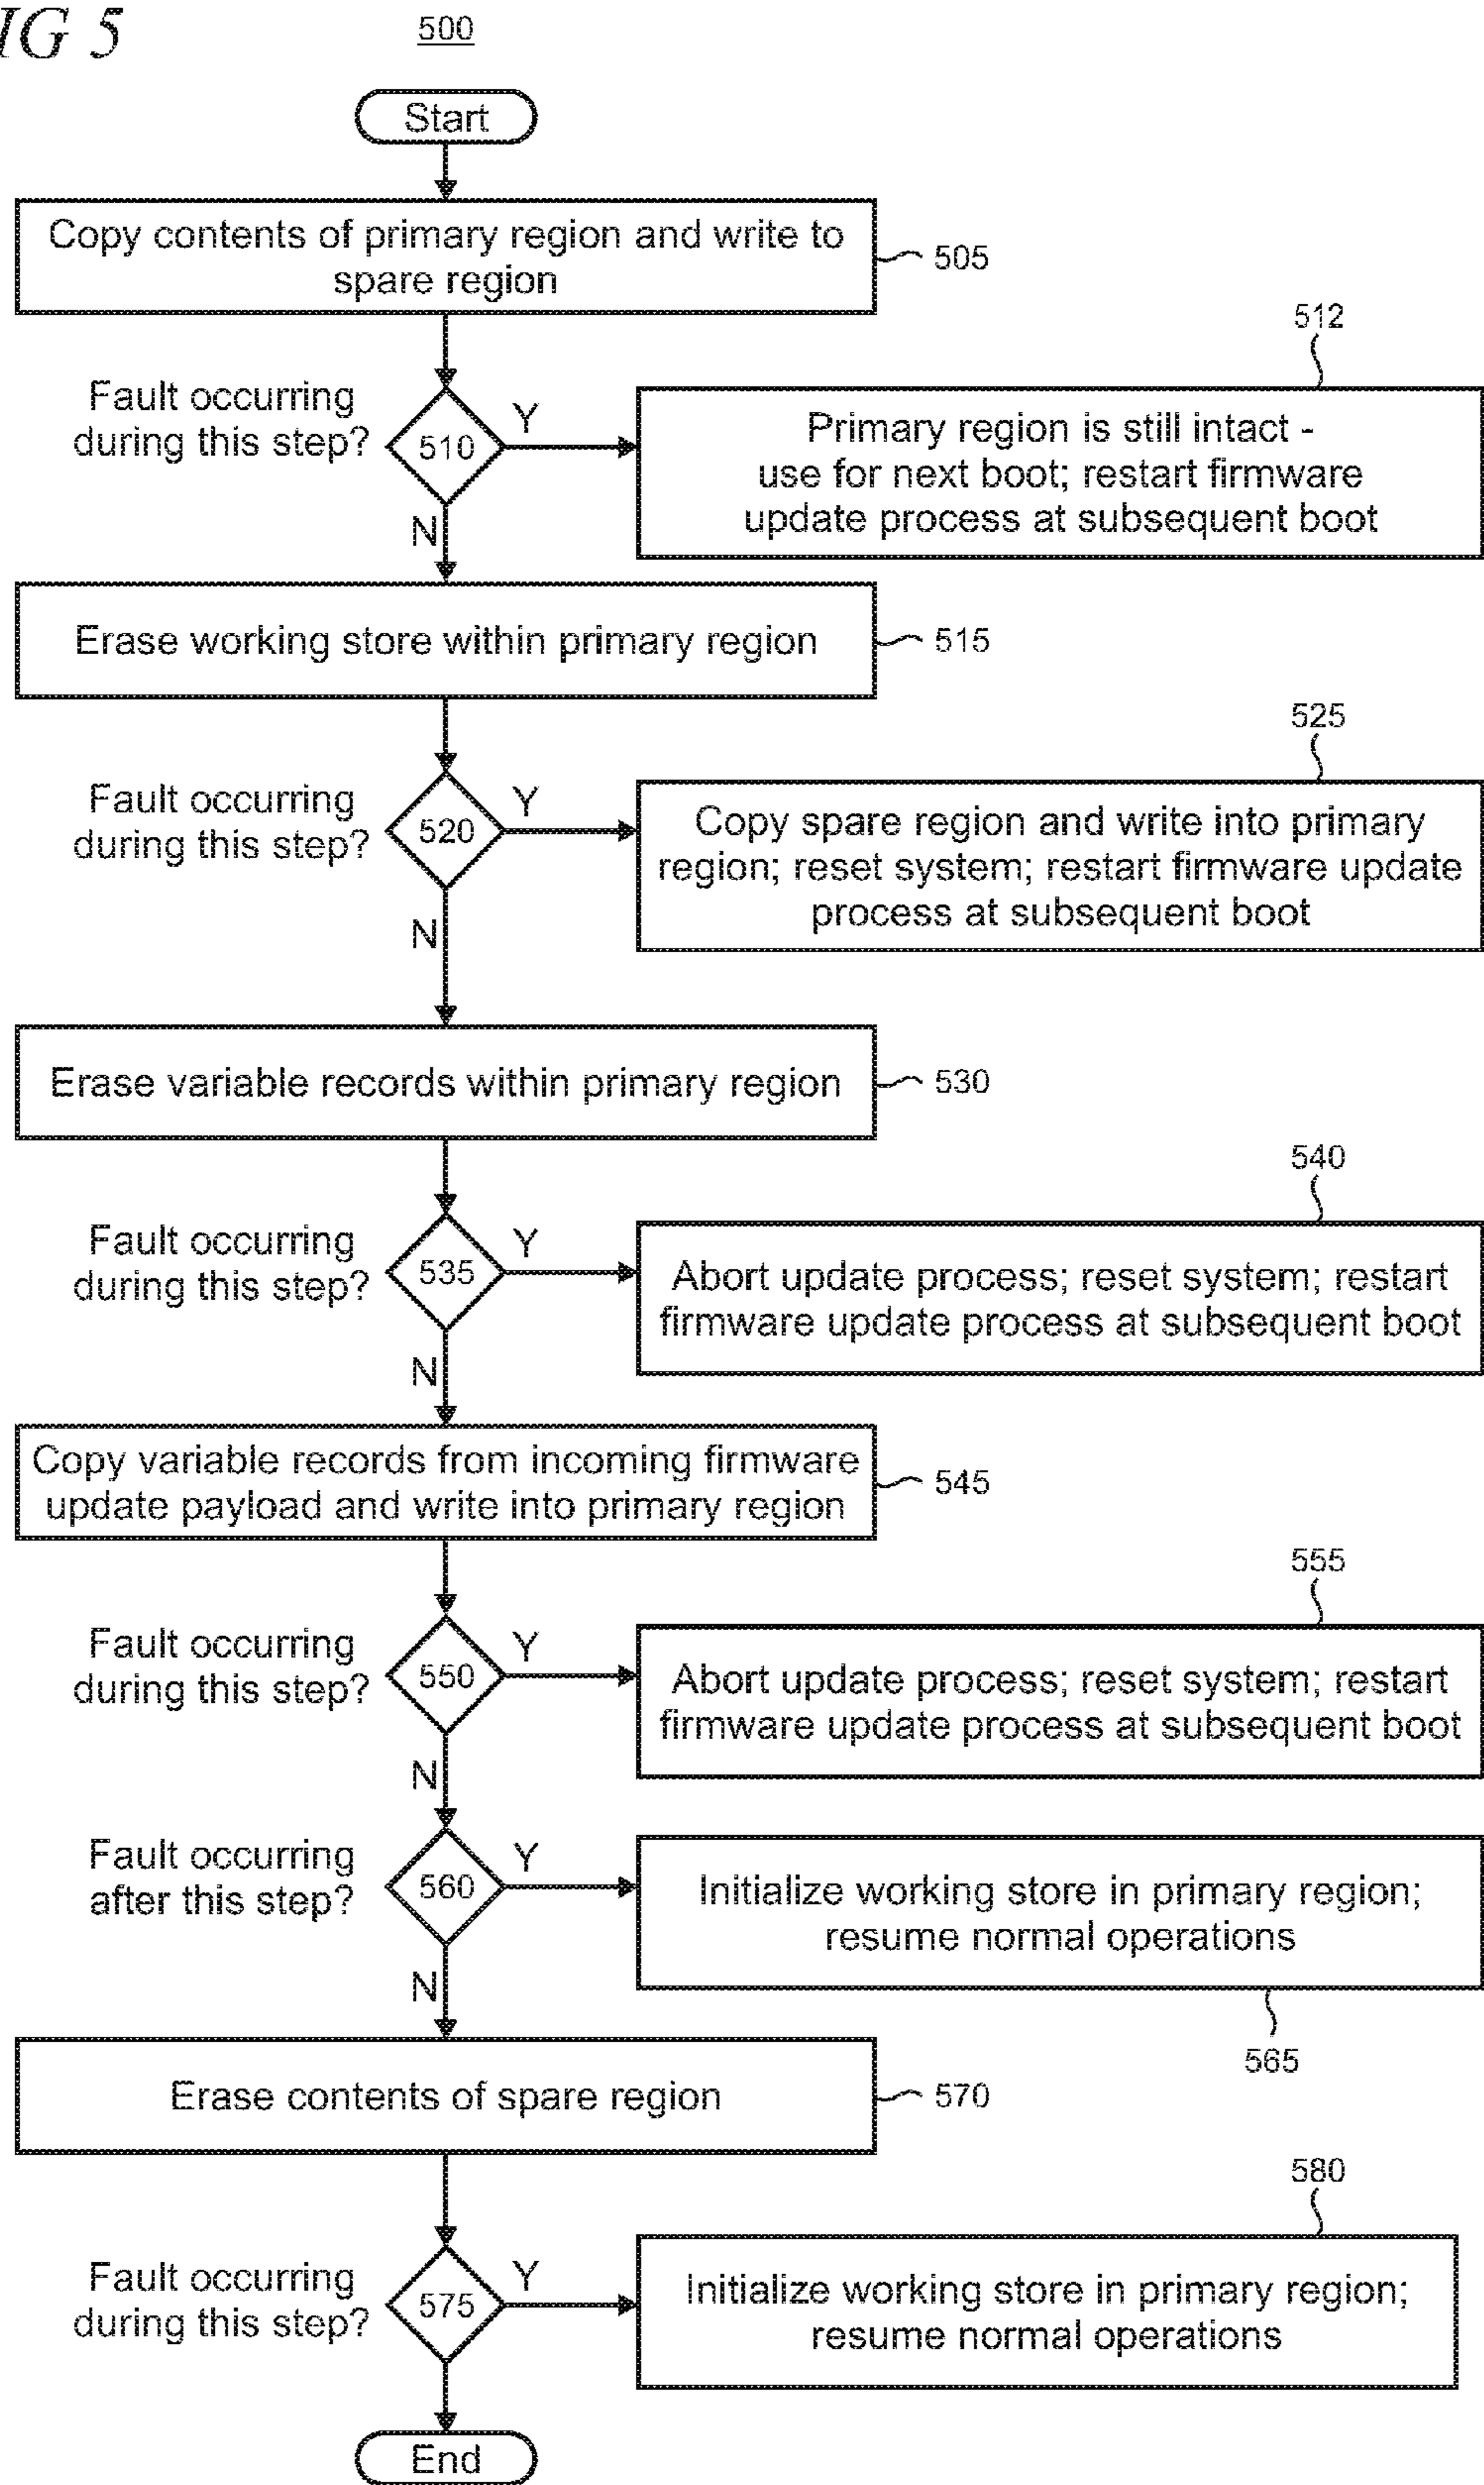 IG 5
500
Start
Copy contents of primary region and write to
spare region
505
Fault occurring
during this step?
510
Y
N
512
Primary region is still intact -
use for next boot; restart firmware
update process at subsequent boot
Erase working store within primary region
515
Fault occurring
during this step?
520
Y
N
525
Copy spare region and write into primary
region; reset system; restart firmware update
process at subsequent boot
Erase variable records within primary region
530
Fault occurring
during this step?
535
Y
N
540
Abort update process; reset system; restart
firmware update process at subsequent boot
Copy variable records from incoming firmware
update payload and write into primary region
545
Fault occurring
during this step?
550
Y
N
555
Abort update process; reset system; restart
firmware update process at subsequent boot
Fault occurring
after this step?
560
Y
N
Initialize working store in primary region;
resume normal operations
565
Erase contents of spare region
570
Fault occurring
during this step?
575
Y
580
Initialize working store in primary region;
resume normal operations
End